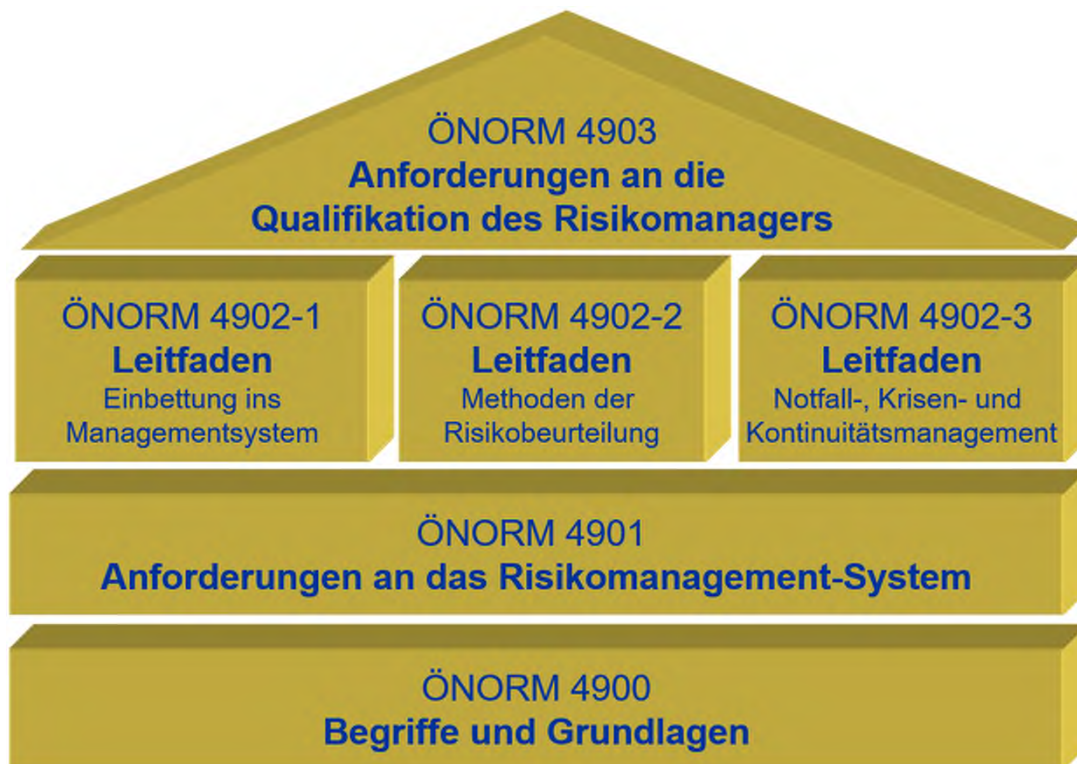 ÖNORM 4903
Anforderungen an die
Qualifikation des Risikomanagers
ÖNORM 4902-1
Leitfaden
Einbettung ins
Managementsystem
ÖNORM 4902-2
Leitfaden
Methoden der
Risikobeurteilung
ÖNORM 4902-3
Leitfaden
Notfall-, Krisen- und
Kontinuitätsmanagement
ÖNORM 4901
Anforderungen an das Risikomanagement-System
ÖNORM 4900
Begriffe und Grundlagen